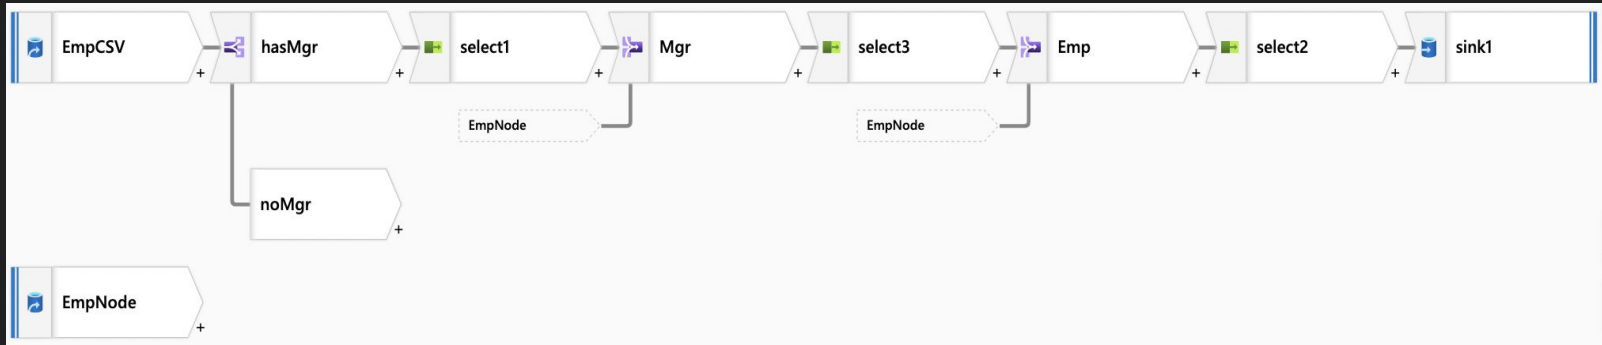 EmpCSV
+
hasMgr
+
select1
+
Mgr
+
select3
+
Emp
+
select2
+
sink1
EmpNode
EmpNode
noMgr
+
EmpNode
+